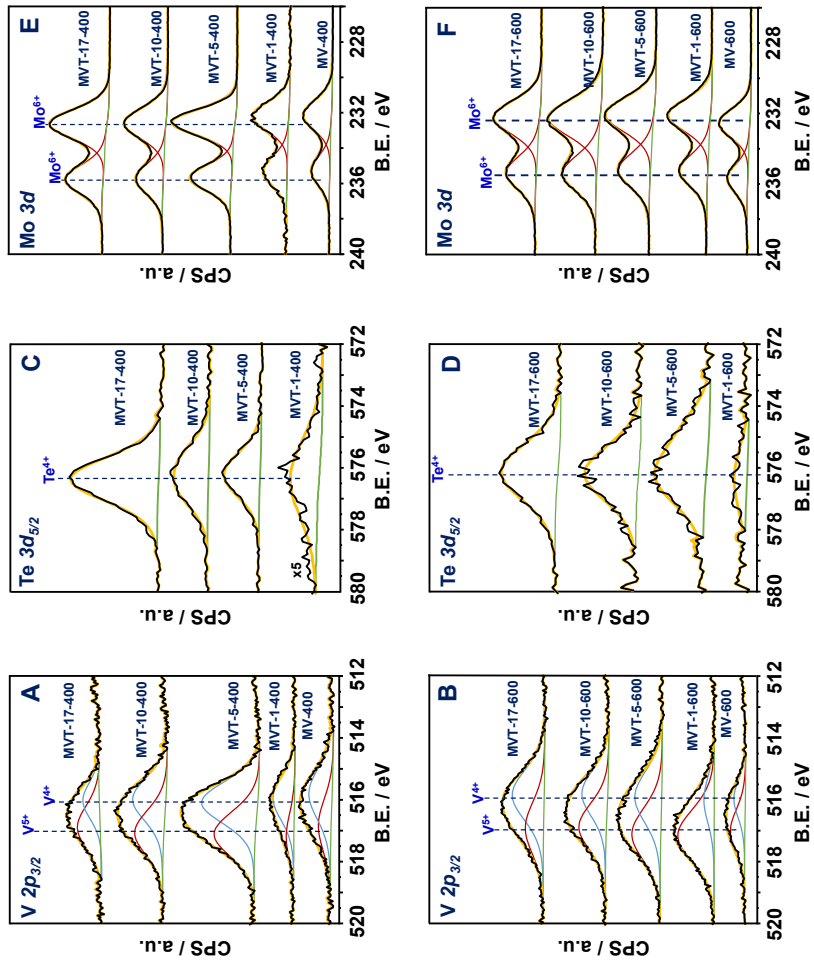 V 2p3/2
A
V5+
V4+
MVT-17-400
MVT-10-400
MVT-5-400
MVT-1-400
MV-400
CPS / a.u.
520 518 516 514 512
B.E. / eV
Te 3d5/2
C
Te4+
MVT-17-400
MVT-10-400
MVT-5-400
MVT-1-400
x5
CPS / a.u.
580 578 576 574 572
B.E. / eV
Mo 3d
E
Mo6+
Mo6+
MVT-17-400
MVT-10-400
MVT-5-400
MVT-1-400
MV-400
CPS / a.u.
240 236 232 228
B.E. / eV
V 2p3/2
B
V5+
V4+
MVT-17-600
MVT-10-600
MVT-5-600
MVT-1-600
MV-600
CPS / a.u.
520 518 516 514 512
B.E. / eV
Te 3d5/2
D
Te4+
MVT-17-600
MVT-10-600
MVT-5-600
MVT-1-600
CPS / a.u.
580 578 576 574 572
B.E. / eV
Mo 3d
F
Mo6+
Mo6+
MVT-17-600
MVT-10-600
MVT-5-600
MVT-1-600
MV-600
CPS / a.u.
240 236 232 228
B.E. / eV